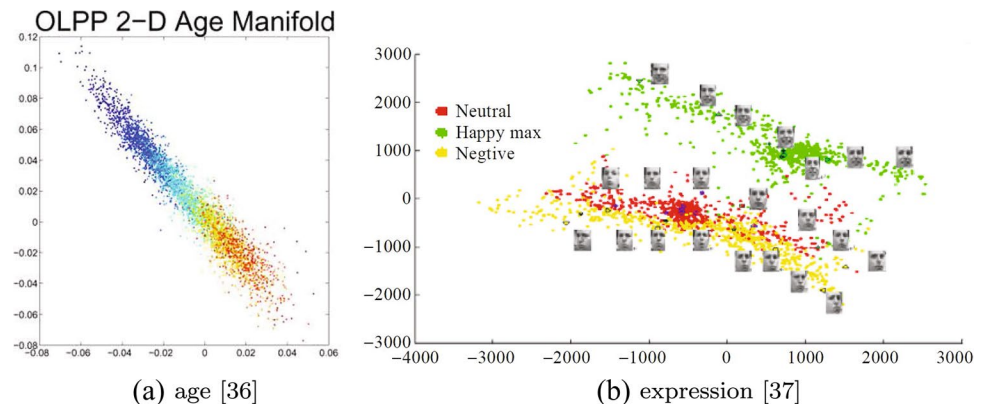 OLPP 2-D Age Manifold
0.12
0.1
0.08
0.06
0.04
0.02
0
-0.02
-0.04
-0.06
-0.08
-0.08 -0.06 -0.04 -0.02 0 0.02 0.04 0.06
(a) age [36]
3000
2000
1000
0
-1000
-2000
-3000
-4000 -3000 -2000 -1000 0 1000 2000 3000
Neutral
Happy max
Negtive
(b) expression [37]